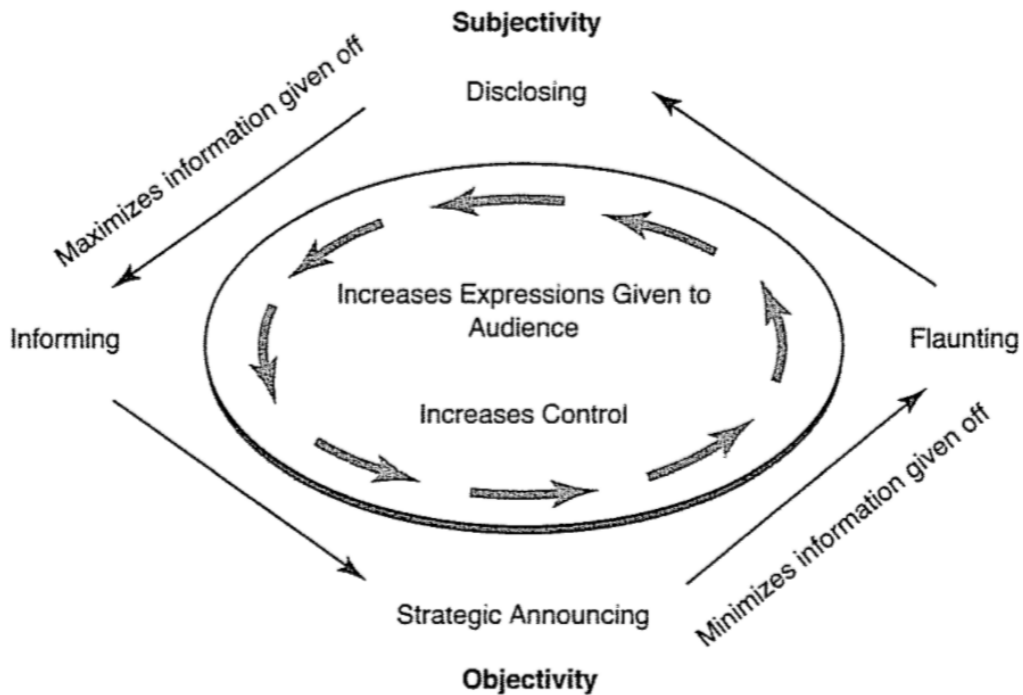 Subjectivity
Disclosing
Maximizes information given off
Increases Expressions Given to
Audience
Informing
Flaunting
Increases Control
Minimizes information given off
Strategic Announcing
Objectivity